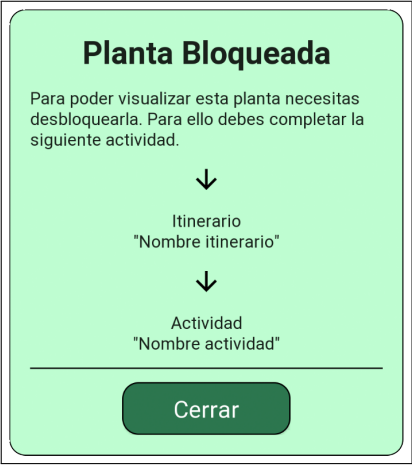 Planta Bloqueada
Para poder visualizar esta planta necesitas
desbloquearla. Para ello debes completar la
siguiente actividad.
Itinerario
"Nombre itinerario"
Actividad
"Nombre actividad"
Cerrar